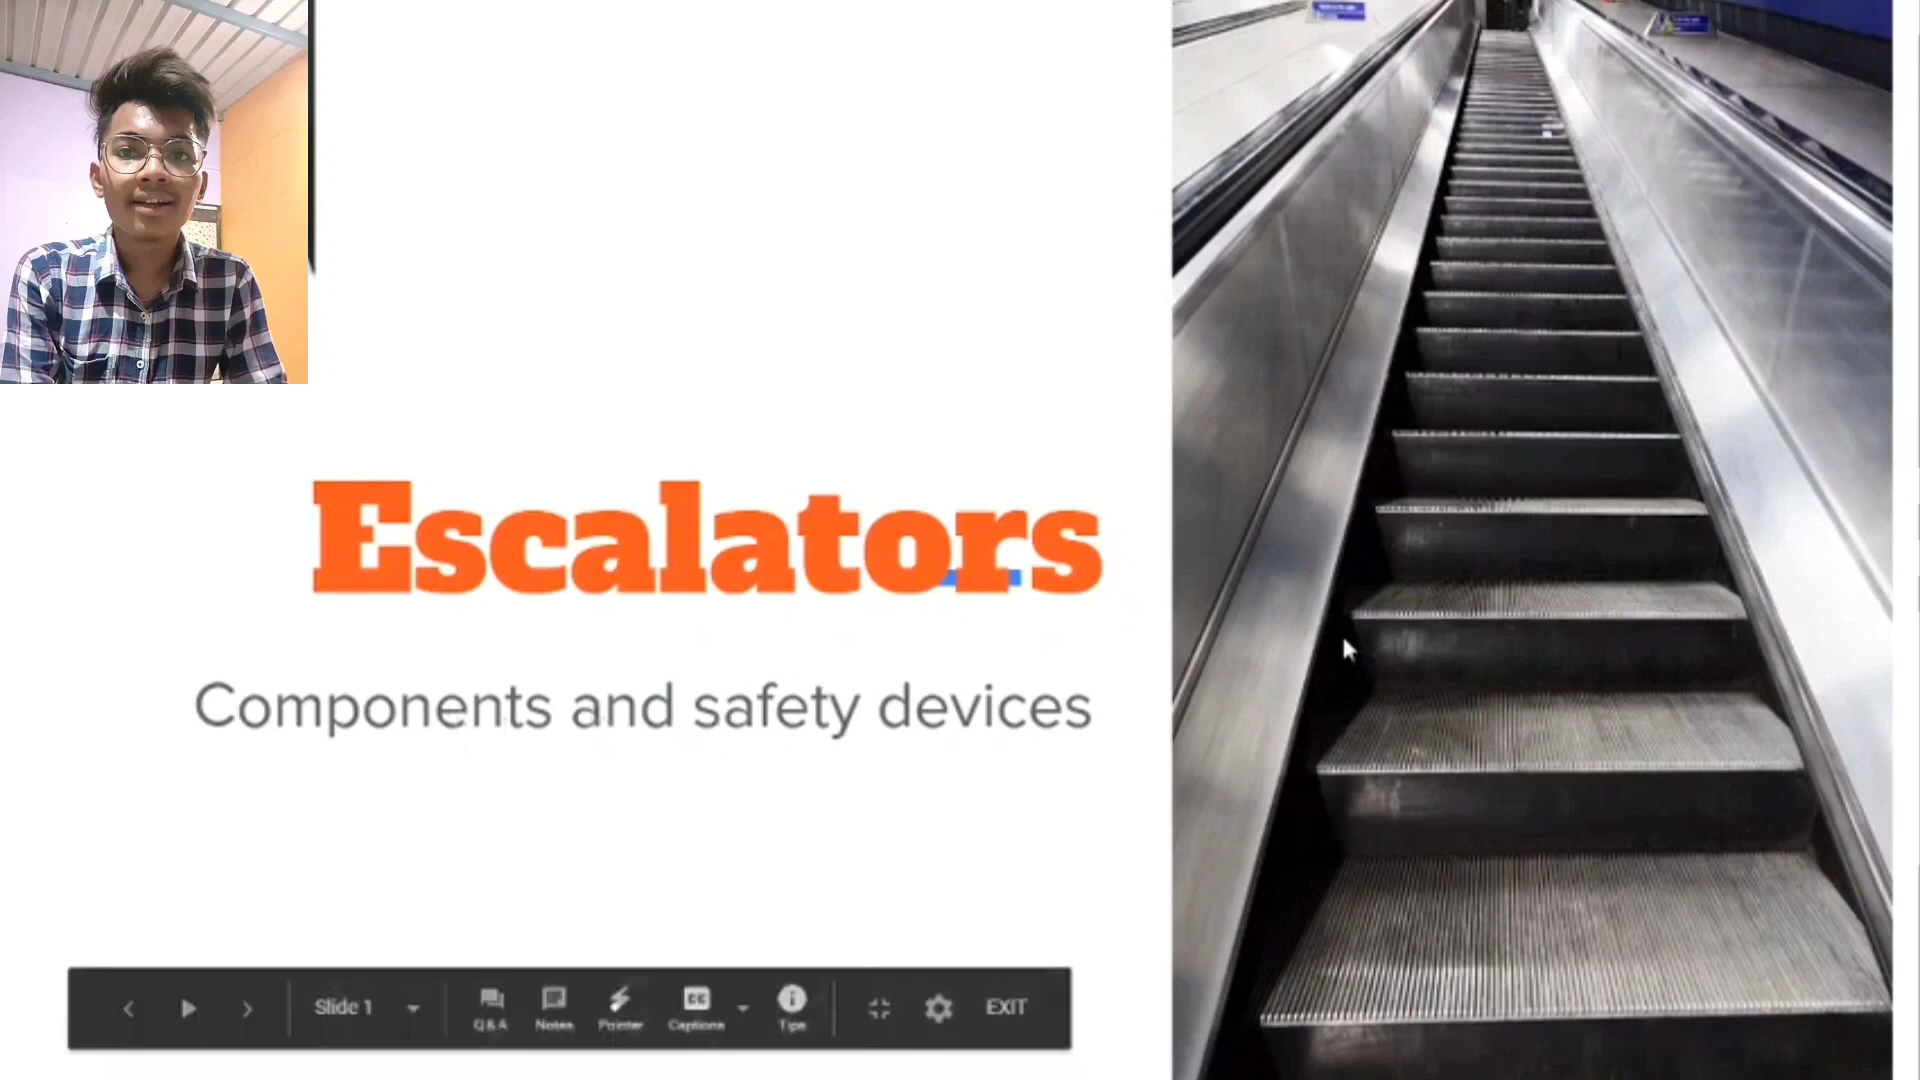 Escalators
Components and safety devices
Slide 1
Q&A
Notes
Pointer
Captions
Tips
EXIT